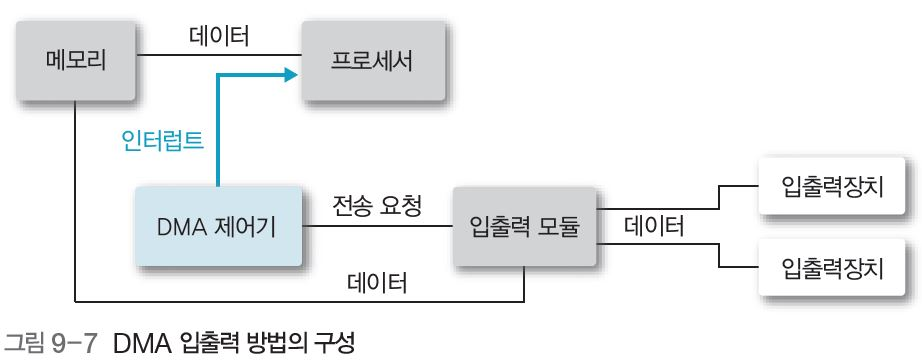 데이터
메모리
프로세서
인터럽트
DMA 제어기
전송 요청
입출력 모듈
데이터
입출력장치
입출력장치
데이터
그림 9-7 DMA 입출력 방법의 구성